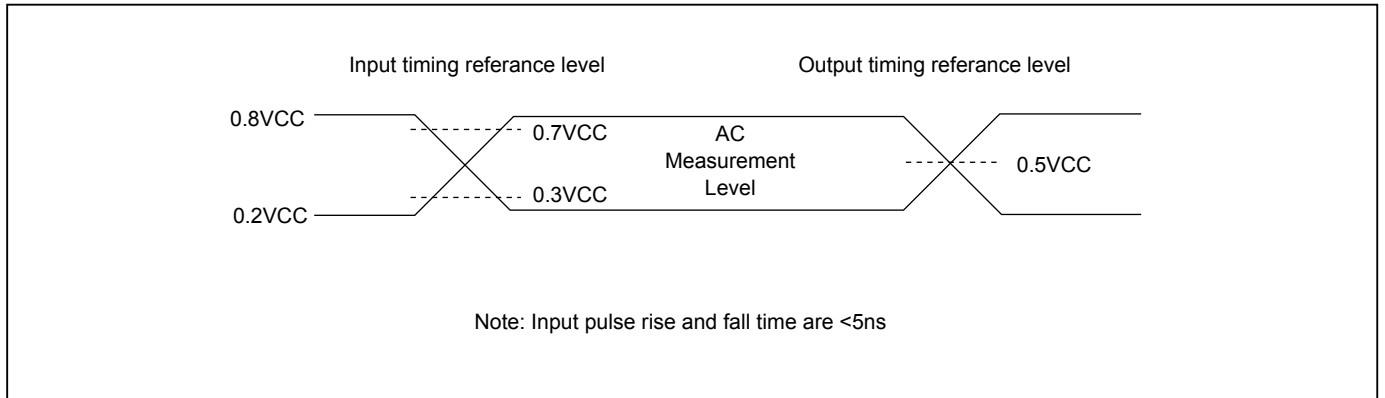 Input timing referance level
Output timing referance level
0.8VCC
0.7VCC
AC
Measurement
Level
0.5VCC
0.3VCC
0.2VCC
Note: Input pulse rise and fall time are <5ns